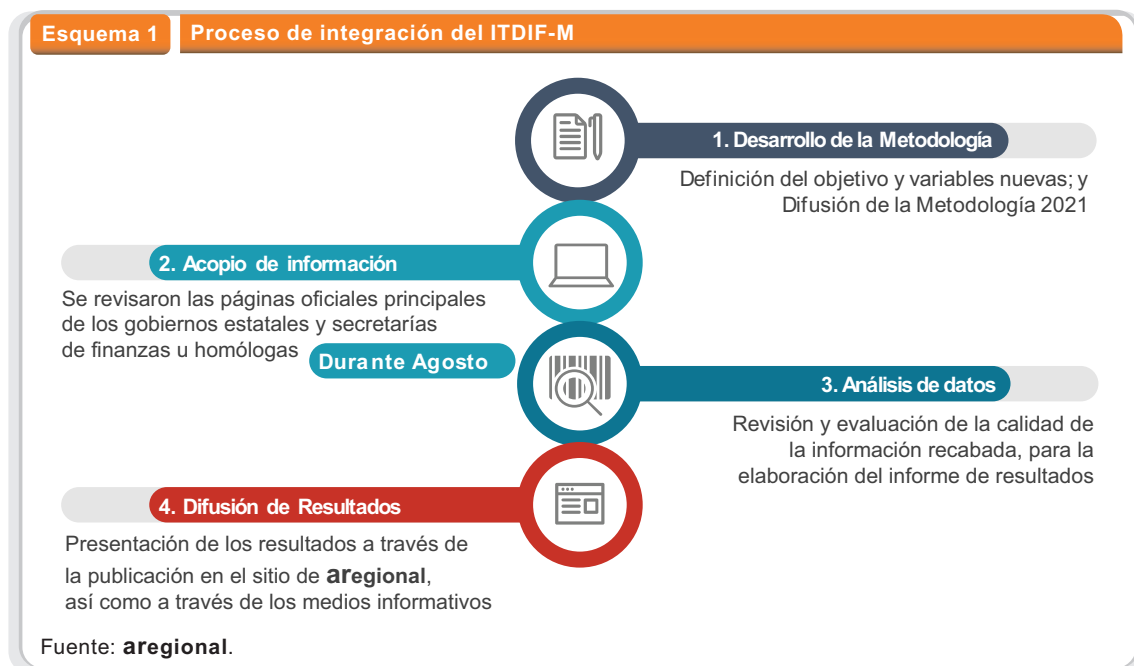 Esquema 1 Proceso de integración del ITDIF-M
1. Desarrollo de la Metodología
Definición del objetivo y variables nuevas; y
Difusión de la Metodología 2021
2. Acopio de información
Se revisaron las páginas oficiales principales
de los gobiernos estatales y secretarías
de finanzas u homólogas
Durante Agosto
3. Análisis de datos
Revisión y evaluación de la calidad de
la información recabada, para la
elaboración del informe de resultados
4. Difusión de Resultados
Presentación de los resultados a través de
la publicación en el sitio de aregional,
así como a través de los medios informativos
Fuente: aregional.